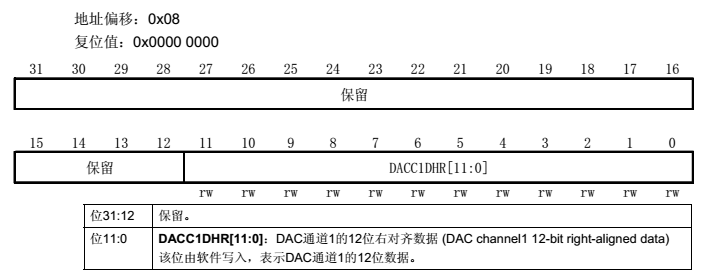 地址偏移：0x08
复位值：0x0000 0000
31 30 29 28 27 26 25 24 23 22 21 20 19 18 17 16
保留
15 14 13 12 11 10 9 8 7 6 5 4 3 2 1 0
保留 DACC1DHR[11:0]
rw rw rw rw rw rw rw rw rw rw rw rw
位31:12 保留。
位11:0 DACC1DHR[11:0]：DAC通道1的12位右对齐数据 (DAC channel1 12-bit right-aligned data)
该位由软件写入，表示DAC通道1的12位数据。